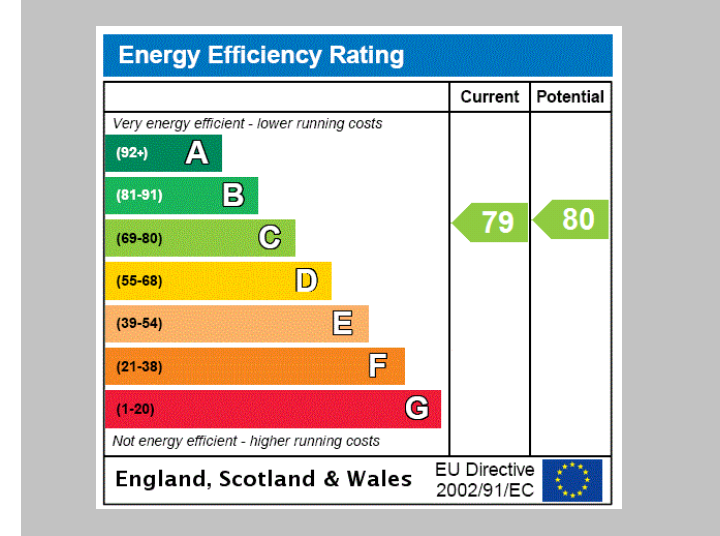 Energy Efficiency Rating
Current Potential
Very energy efficient - lower running costs
(92+) A
(81-91) B
(69-80) C
(55-68) D
(39-54) E
(21-38) F
(1-20) G
79 80
Not energy efficient - higher running costs
England, Scotland & Wales
EU Directive
2002/91/EC